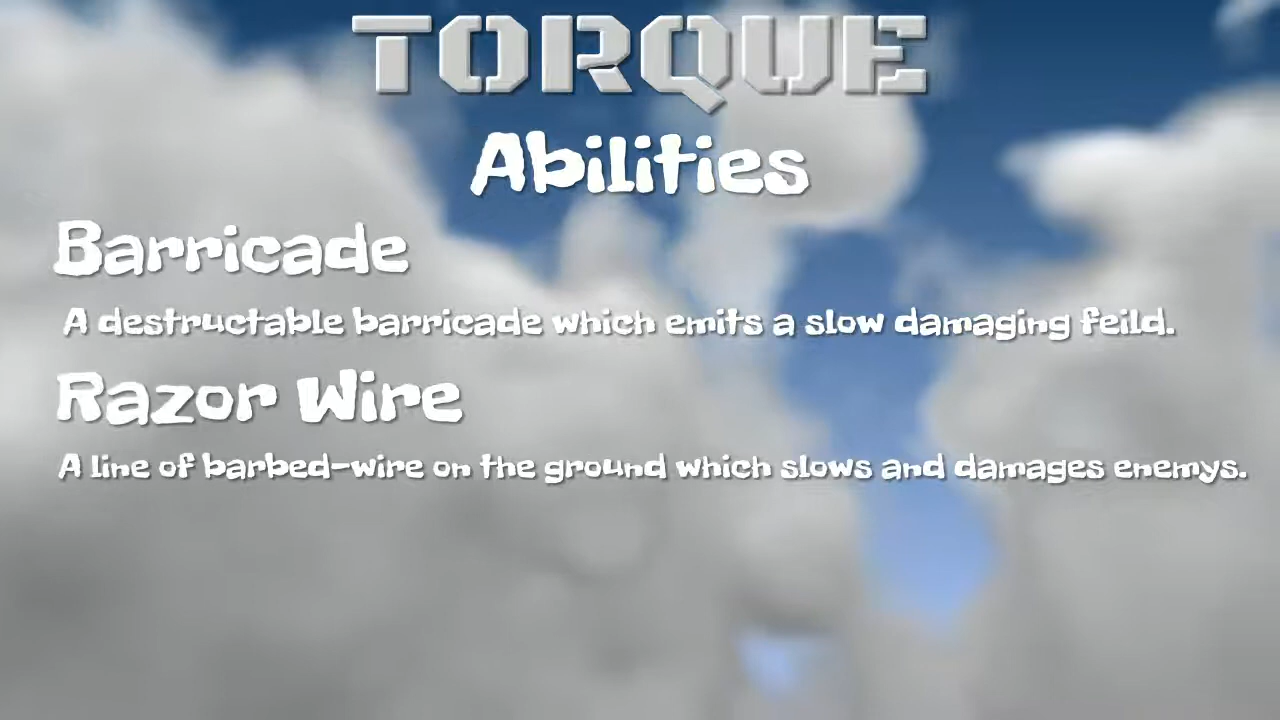 TORQUE
Abilities
Barricade
A destructable barricade which emits a slow damaging feild.
Razor Wire
A line of barbed-wire on the ground which slows and damages enemys.